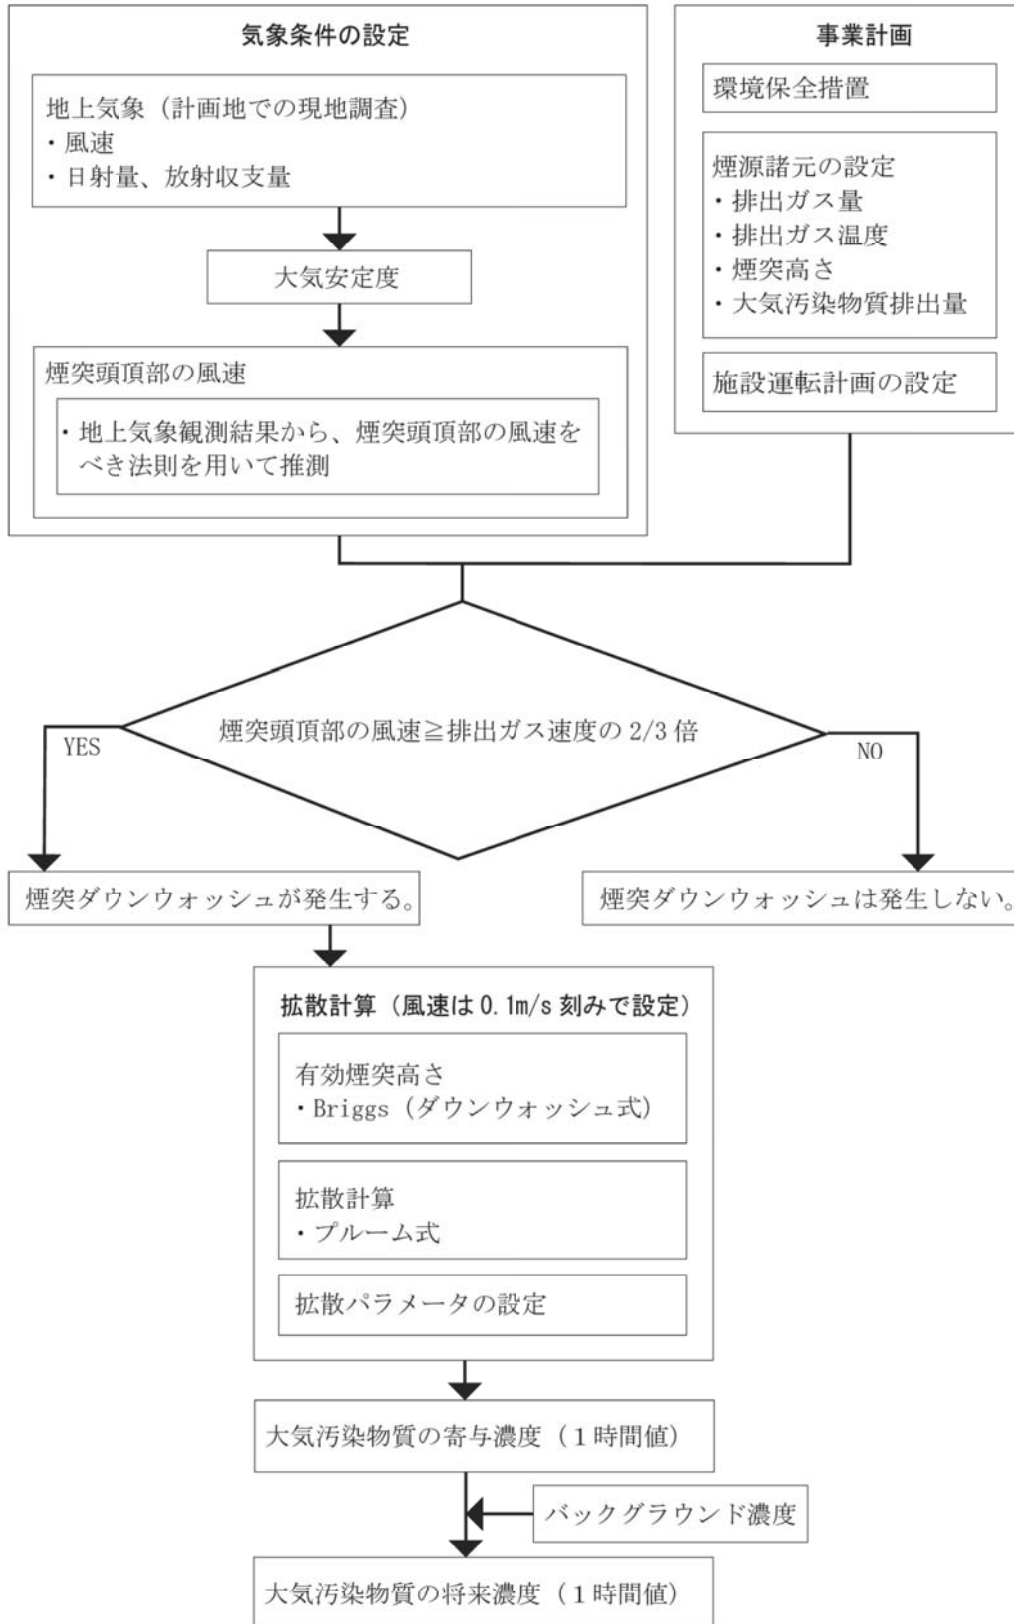 気象条件の設定
地上気象（計画地での現地調査）
・風速
・日射量、放射収支量
大気安定度
煙突頭頂部の風速
・地上気象観測結果から、煙突頭頂部の風速を
べき法則を用いて推測
事業計画
環境保全措置
煙源諸元の設定
・排出ガス量
・排出ガス温度
・煙突高さ
・大気汚染物質排出量
施設運転計画の設定
煙突頭頂部の風速≧排出ガス速度の 2/3 倍
YES
NO
煙突ダウンウォッシュが発生する。
煙突ダウンウォッシュは発生しない。
拡散計算（風速は 0.1m/s 刻みで設定）
有効煙突高さ
・Briggs（ダウンウォッシュ式）
拡散計算
・プルーム式
拡散パラメータの設定
大気汚染物質の寄与濃度（１時間値）
バックグラウンド濃度
大気汚染物質の将来濃度（１時間値）